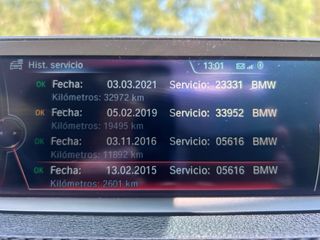 Hist. servicio
13:01
OK Fecha: 03.03.2021 Servicio: 23331 BMW
Kilómetros: 32972 km
OK Fecha: 05.02.2019 Servicio: 33952 BMW
Kilómetros: 19495 km
OK Fecha: 03.11.2016 Servicio: 05616 BMW
Kilómetros: 11892 km
OK Fecha: 13.02.2015 Servicio: 05616 BMW
Kilómetros: 2601 km